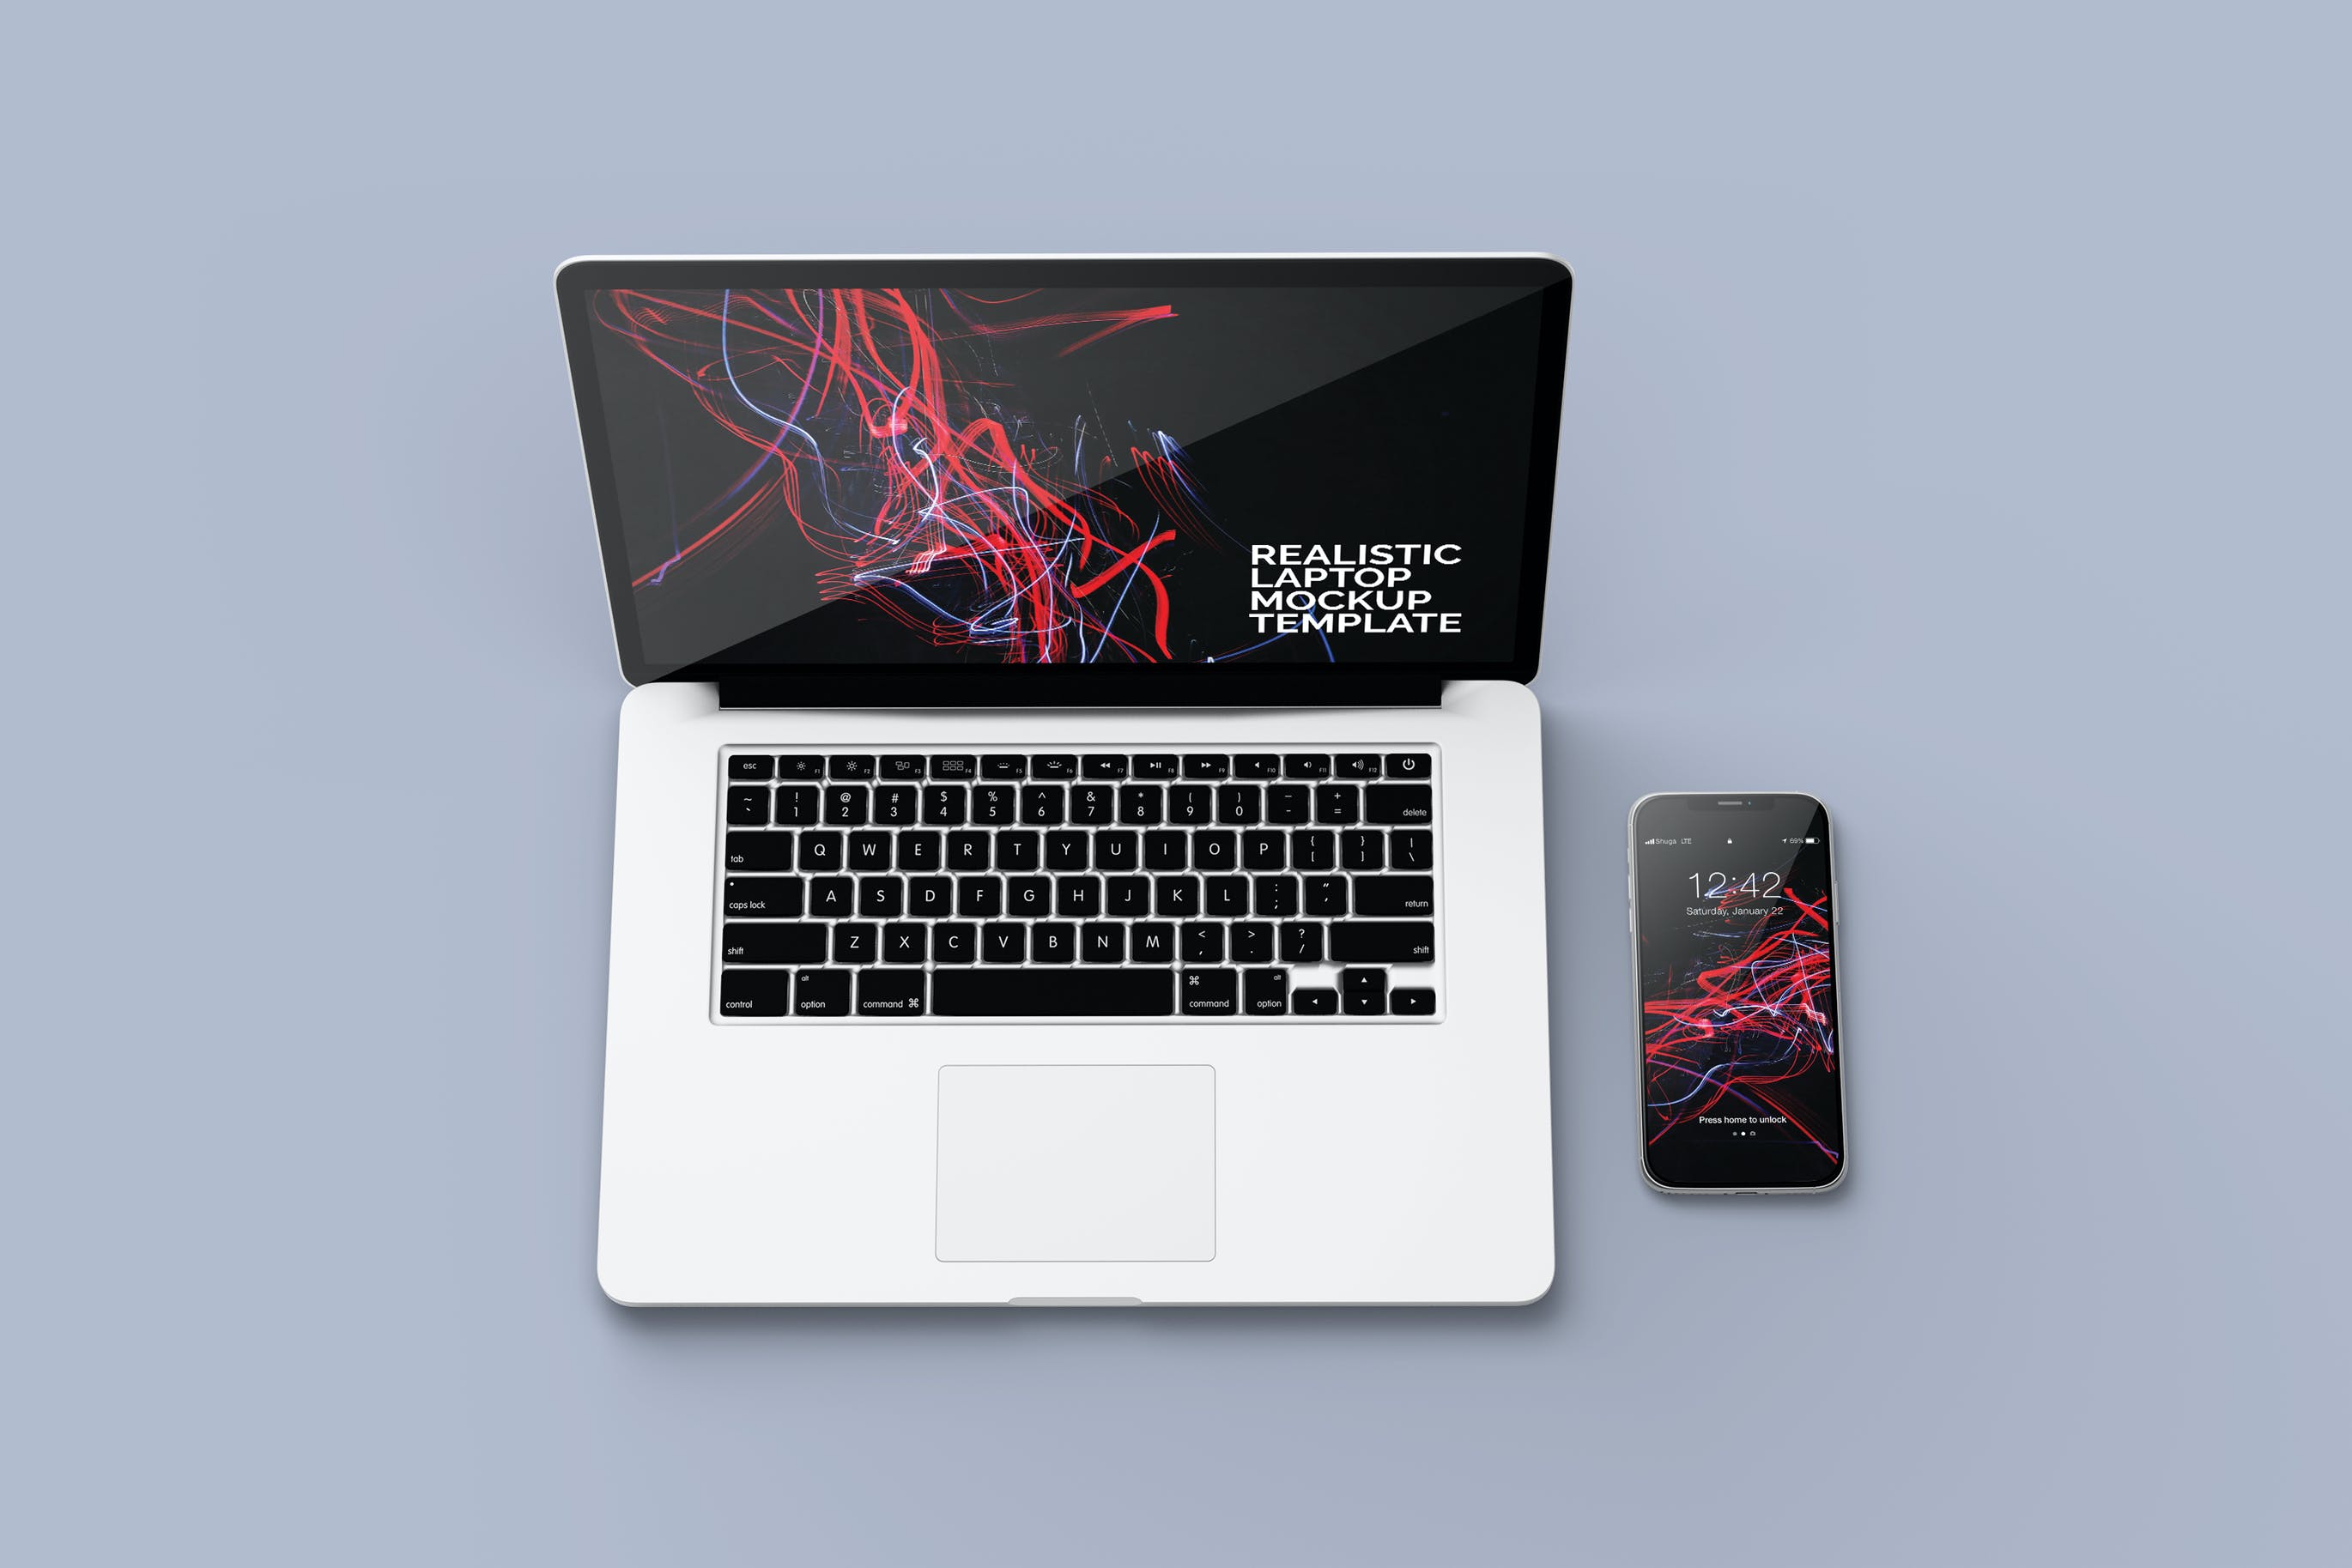 REALISTIC
LAPTOP
MOCKUP
TEMPLATE
esc F1 F2 F3 F4 F5 F6 F7 F8 F9 F10 F11 F12
~ ! @ # $ % ^ & * ( ) – +
` 1 2 3 4 5 6 7 8 9 0 - = delete
tab Q W E R T Y U I O P { [ } ] | \
caps lock A S D F G H J K L : ; " ' return
shift Z X C V B N M < , > . ? / shift
control alt option command ⌘ ⌘ command alt option
Shuga LTE 69%
12:42
Saturday, January 22
Press home to unlock